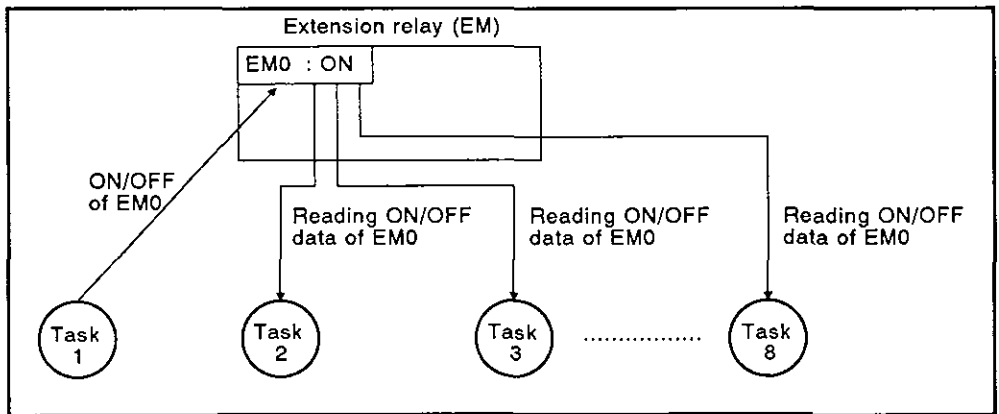 Extension relay (EM)
EM0 : ON
ON/OFF
of EM0
Reading ON/OFF
data of EM0
Reading ON/OFF
data of EM0
Reading ON/OFF
data of EM0
Task
1
Task
2
Task
3
...................
Task
8